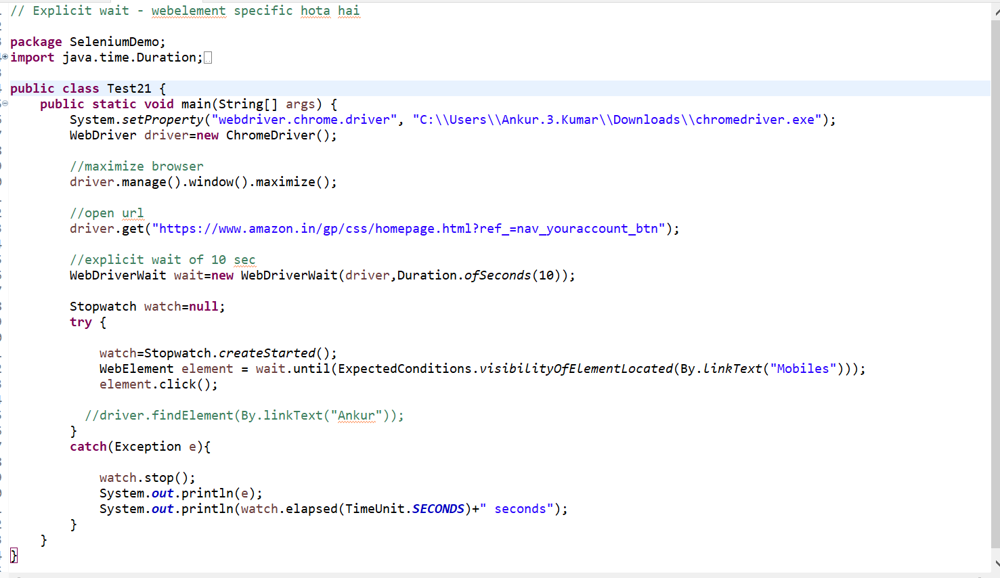 // Explicit wait - webelement specific hota hai
package SeleniumDemo;
import java.time.Duration;
public class Test21 {
public static void main(String[] args) {
System.setProperty("webdriver.chrome.driver", "C:\\Users\\Ankur.3.Kumar\\Downloads\\chromedriver.exe");
WebDriver driver=new ChromeDriver();
//maximize browser
driver.manage().window().maximize();
//open url
driver.get("https://www.amazon.in/gp/css/homepage.html?ref_=nav_youraccount_btn");
//explicit wait of 10 sec
WebDriverWait wait=new WebDriverWait(driver,Duration.ofSeconds(10));
Stopwatch watch=null;
try {
watch=Stopwatch.createStarted();
WebElement element = wait.until(ExpectedConditions.visibilityOfElementLocated(By.linkText("Mobiles")));
element.click();
//driver.findElement(By.linkText("Ankur"));
}
catch(Exception e){
watch.stop();
System.out.println(e);
System.out.println(watch.elapsed(TimeUnit.SECONDS)+" seconds");
}
}
}